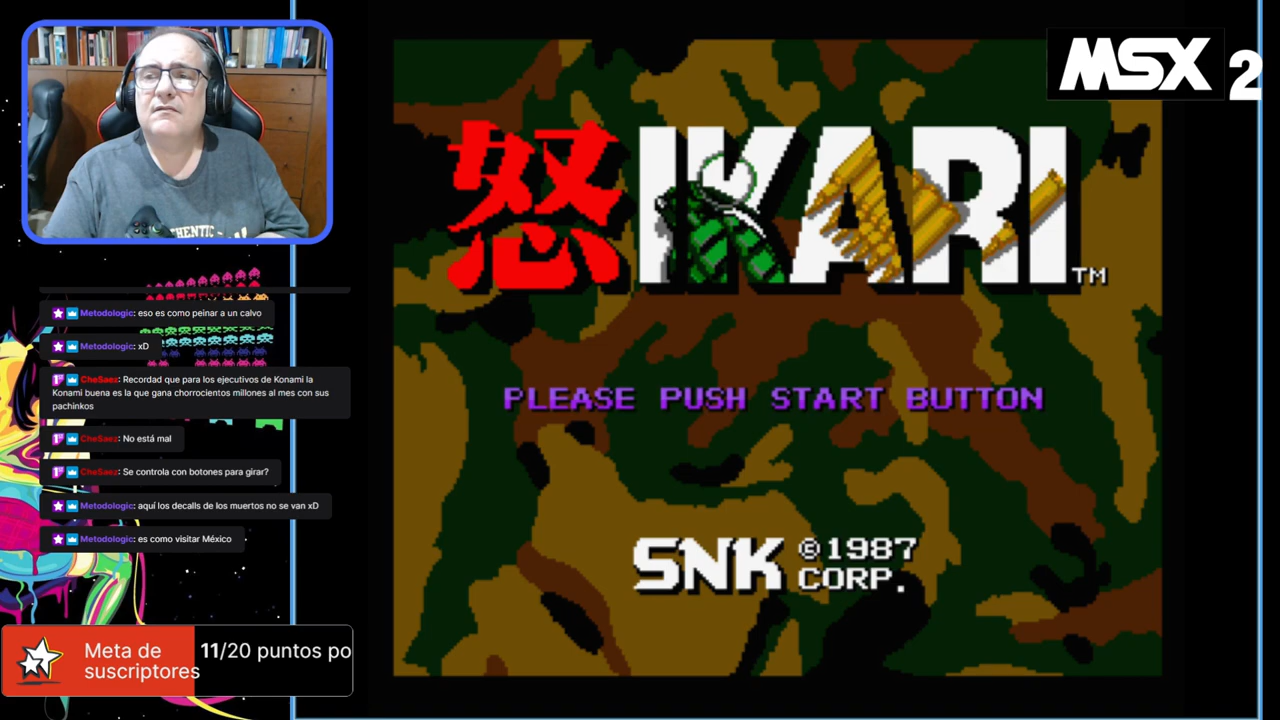 MSX 2
怒 IKARI
TM
PLEASE PUSH START BUTTON
SNK ©1987
CORP.
Metodologic: eso es como peinar a un calvo
Metodologic: xD
CheSaez: Recordad que para los ejecutivos de Konami la
Konami buena es la que gana chorrocientos millones al mes con sus
pachinkos
CheSaez: No está mal
CheSaez: Se controla con botones para girar?
Metodologic: aquí los decalls de los muertos no se van xD
Metodologic: es como visitar México
Meta de
suscriptores
11/20 puntos po